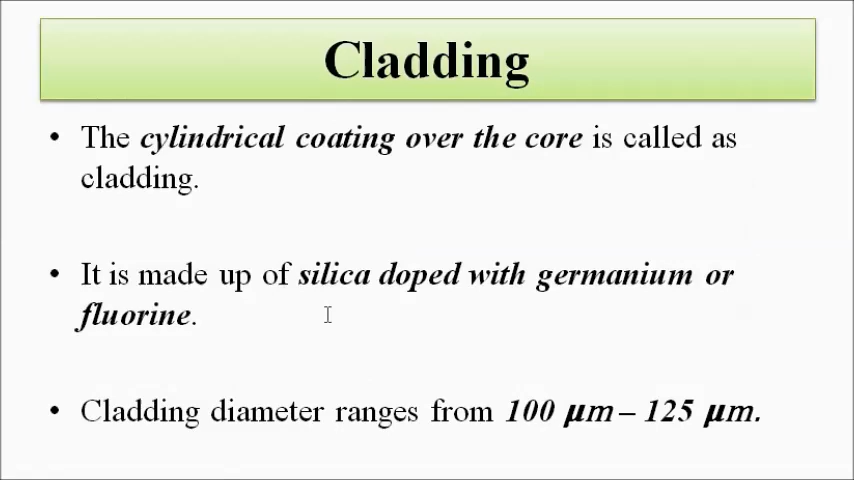 Cladding
• The cylindrical coating over the core is called as
cladding.
• It is made up of silica doped with germanium or
fluorine.
• Cladding diameter ranges from 100 μm – 125 μm.